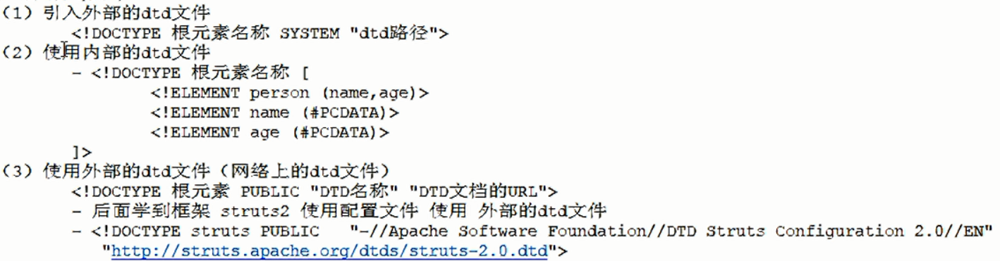 (1) 引入外部的dtd文件
<!DOCTYPE 根元素名称 SYSTEM "dtd路径">
(2) 使用内部的dtd文件
- <!DOCTYPE 根元素名称 [
<!ELEMENT person (name,age)>
<!ELEMENT name (#PCDATA)>
<!ELEMENT age (#PCDATA)>
]>
(3) 使用外部的dtd文件（网络上的dtd文件）
<!DOCTYPE 根元素 PUBLIC "DTD名称" "DTD文档的URL">
- 后面学到框架 struts2 使用配置文件 使用 外部的dtd文件
- <!DOCTYPE struts PUBLIC "-//Apache Software Foundation//DTD Struts Configuration 2.0//EN"
"http://struts.apache.org/dtds/struts-2.0.dtd">